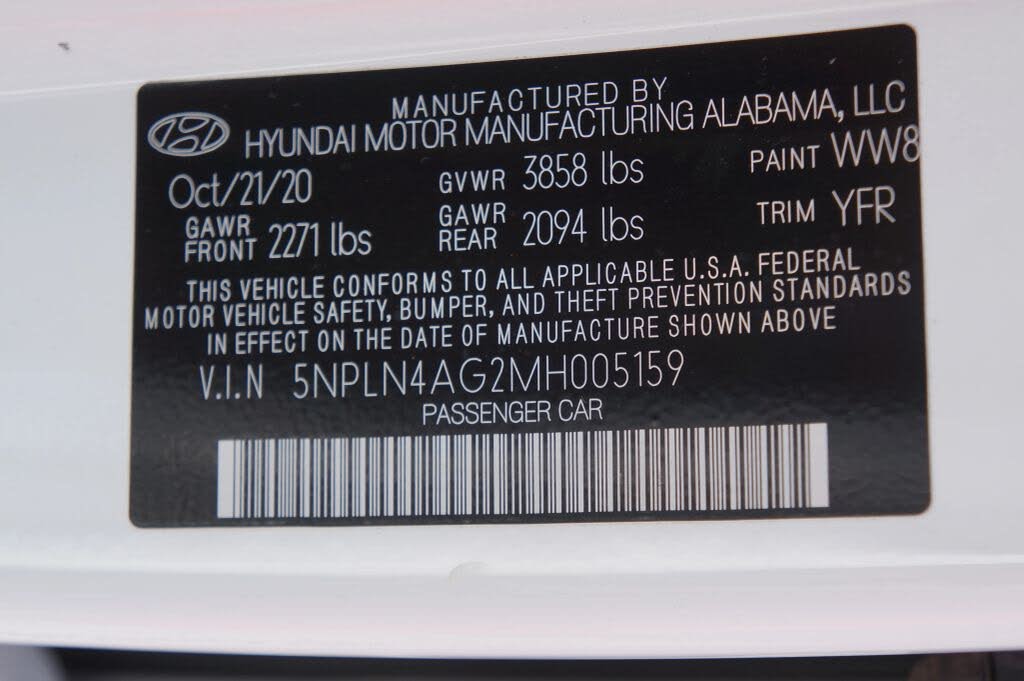 MANUFACTURED BY
HYUNDAI MOTOR MANUFACTURING ALABAMA, LLC
Oct/21/20 GVWR 3858 lbs PAINT WW8
GAWR FRONT 2271 lbs GAWR REAR 2094 lbs TRIM YFR
THIS VEHICLE CONFORMS TO ALL APPLICABLE U.S.A. FEDERAL
MOTOR VEHICLE SAFETY, BUMPER, AND THEFT PREVENTION STANDARDS
IN EFFECT ON THE DATE OF MANUFACTURE SHOWN ABOVE
V.I.N 5NPLN4AG2MH005159
PASSENGER CAR